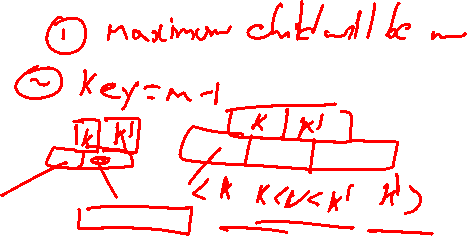 ① maximum child will be m
② Key = m - 1
K K' K K'
< K K < v < K' K' >